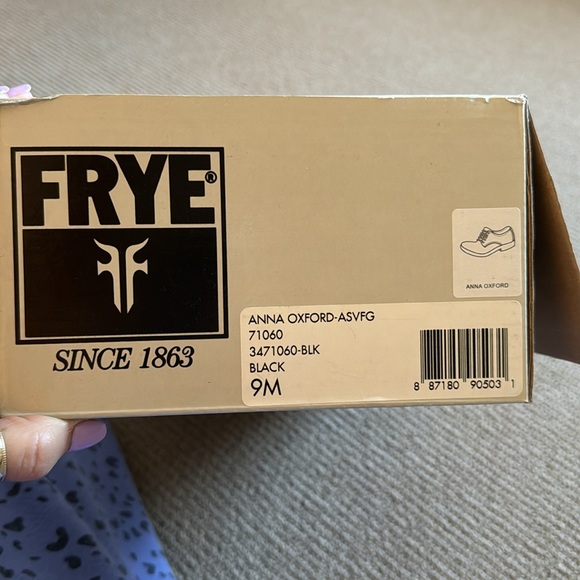 FRYE®
SINCE 1863
ANNA OXFORD
ANNA OXFORD-ASVFG
71060
3471060-BLK
BLACK
9M
8 87180 90503 1